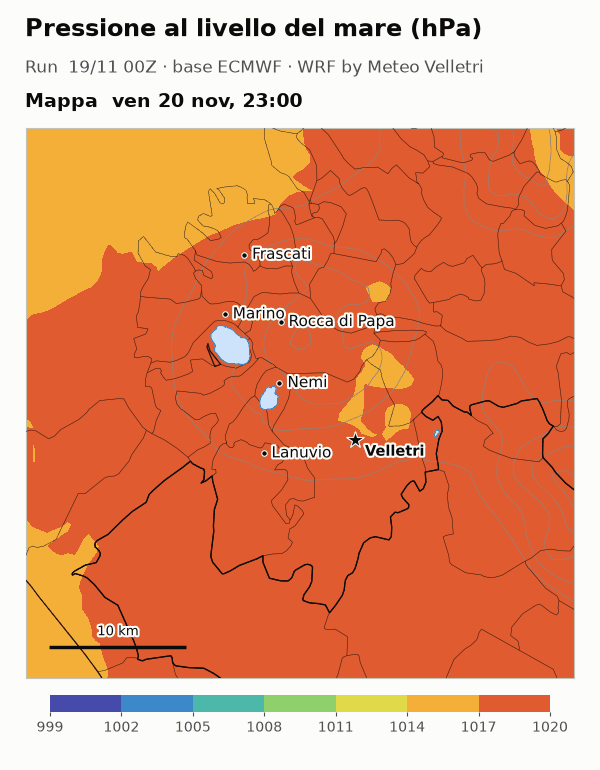 Pressione al livello del mare (hPa)
Run  19/11 00Z · base ECMWF · WRF by Meteo Velletri
Mappa  ven 20 nov, 23:00
Frascati
Marino
Rocca di Papa
Nemi
Velletri
Lanuvio
10 km
999 1002 1005 1008 1011 1014 1017 1020